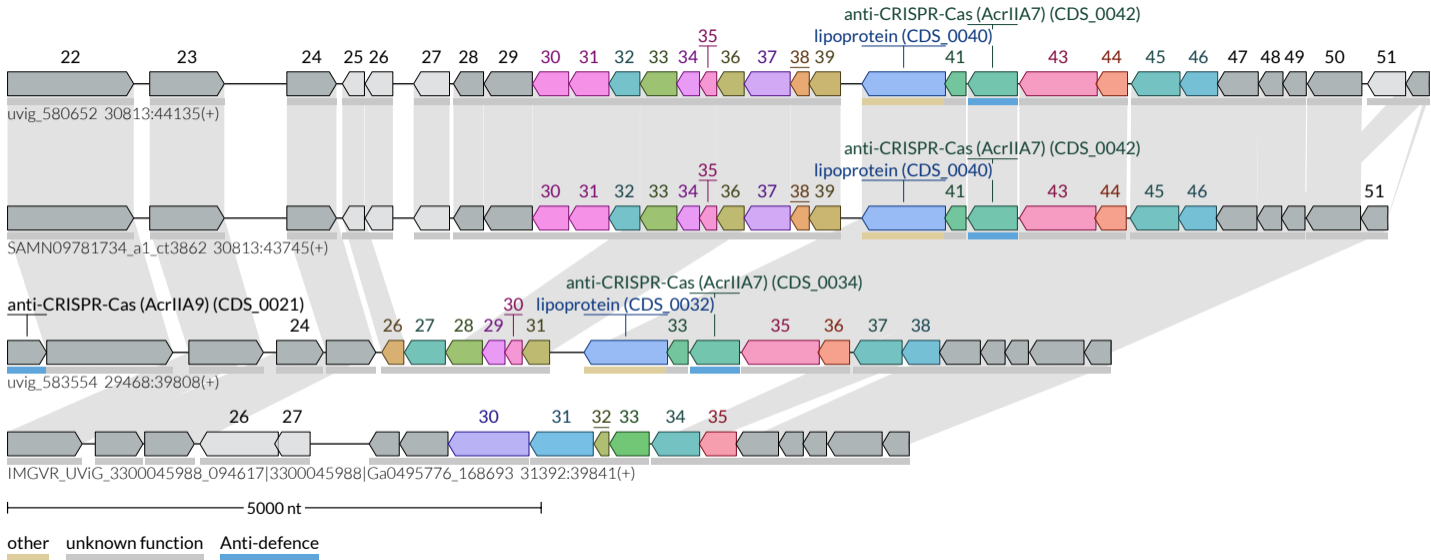 anti-CRISPR-Cas (AcrIIA7) (CDS_0042)
lipoprotein (CDS_0040)
22 23 24 25 26 27 28 29 30 31 32 33 34 35 36 37 38 39 41 43 44 45 46 47 48 49 50 51
uvig_580652 30813:44135(+)
anti-CRISPR-Cas (AcrIIA7) (CDS_0042)
lipoprotein (CDS_0040)
30 31 32 33 34 35 36 37 38 39 41 43 44 45 46 51
SAMN09781734_a1_ct3862 30813:43745(+)
anti-CRISPR-Cas (AcrIIA7) (CDS_0034)
anti-CRISPR-Cas (AcrIIA9) (CDS_0021) 30 lipoprotein (CDS_0032)
24 26 27 28 29 31 33 35 36 37 38
uvig_583554 29468:39808(+)
26 27 30 31 32 33 34 35
IMGVR_UViG_3300045988_094617|3300045988|Ga0495776_168693 31392:39841(+)
5000 nt
other unknown function Anti-defence